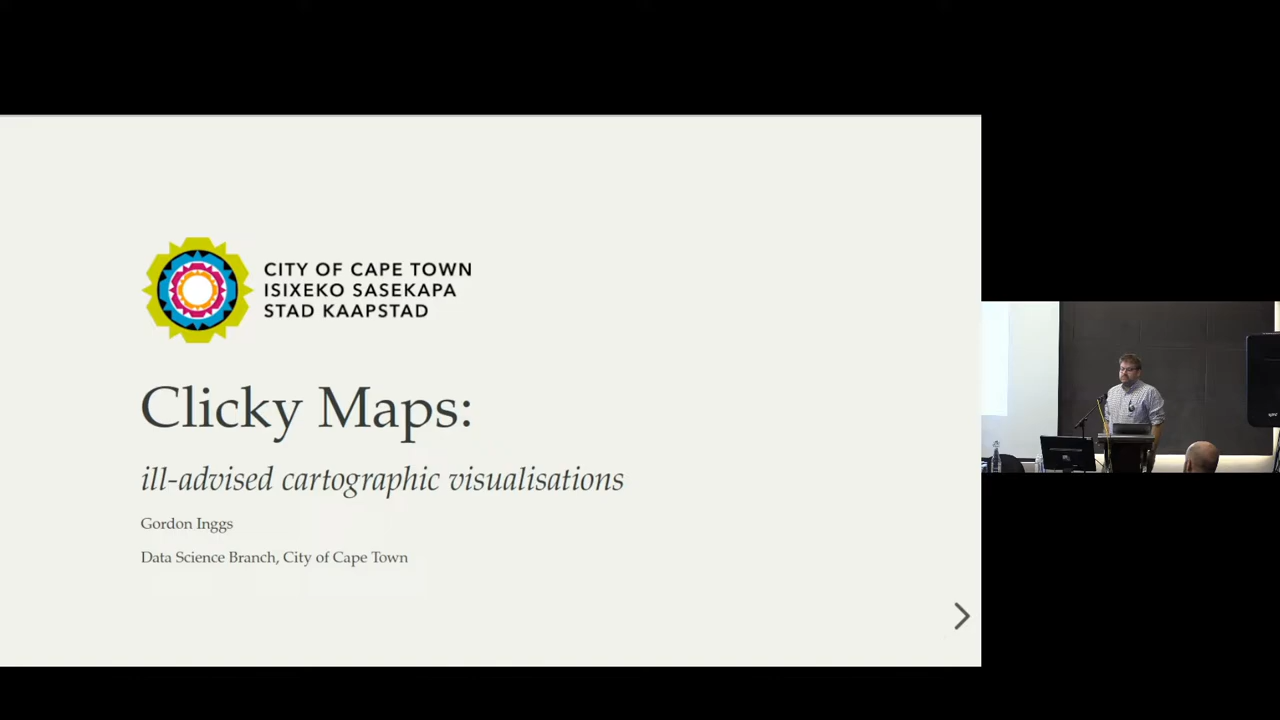 CITY OF CAPE TOWN
ISIXEKO SASEKAPA
STAD KAAPSTAD
Clicky Maps:
ill-advised cartographic visualisations
Gordon Inggs
Data Science Branch, City of Cape Town